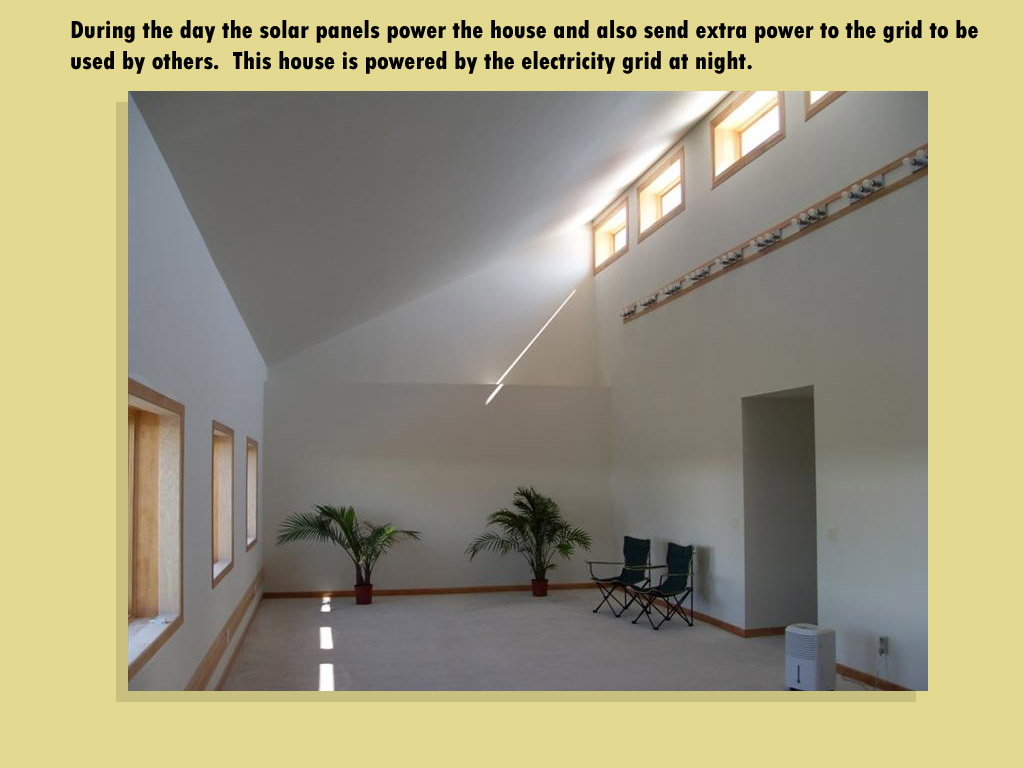 During the day the solar panels power the house and also send extra power to the grid to be
used by others.  This house is powered by the electricity grid at night.